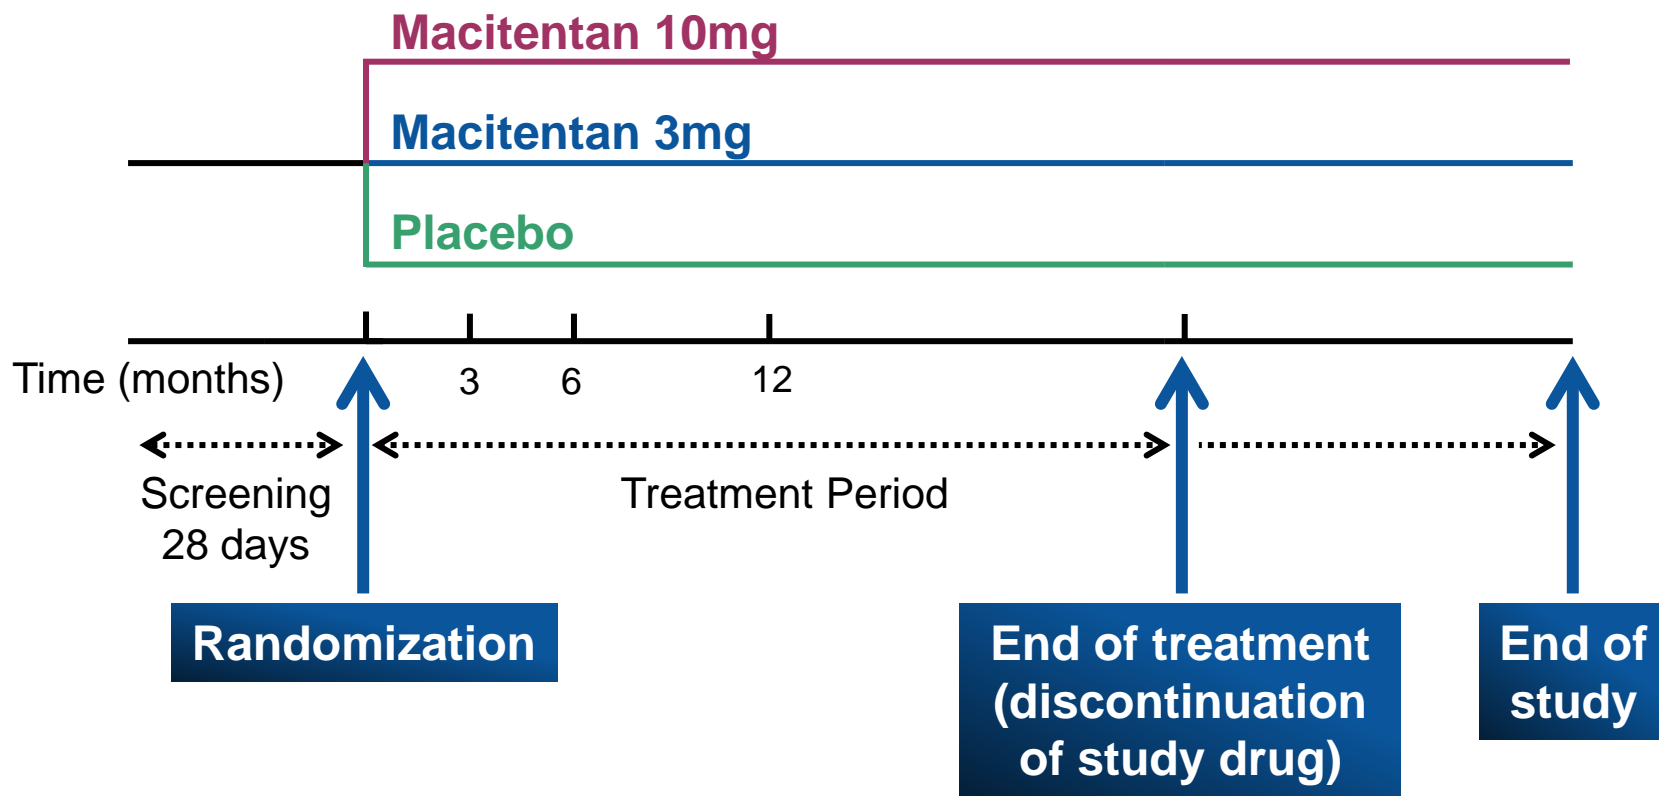 Macitentan 10mg
Macitentan 3mg
Placebo
Time (months)
3
6
12
Screening
28 days
Treatment Period
Randomization
End of treatment
(discontinuation
of study drug)
End of
study